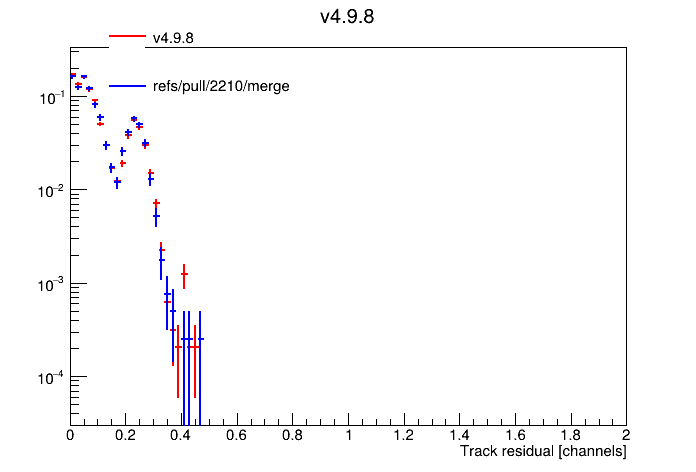 v4.9.8
v4.9.8
refs/pull/2210/merge
10⁻¹
10⁻²
10⁻³
10⁻⁴
0 0.2 0.4 0.6 0.8 1 1.2 1.4 1.6 1.8 2
Track residual [channels]